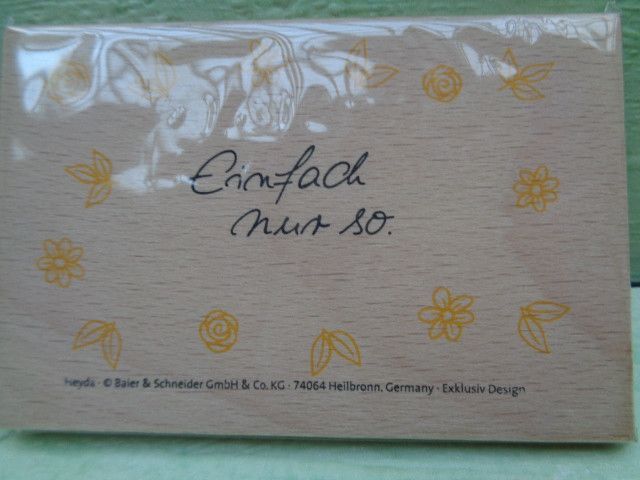 Einfach
nur so.
Heyda · © Baier & Schneider GmbH & Co. KG · 74064 Heilbronn, Germany · Exklusiv Design